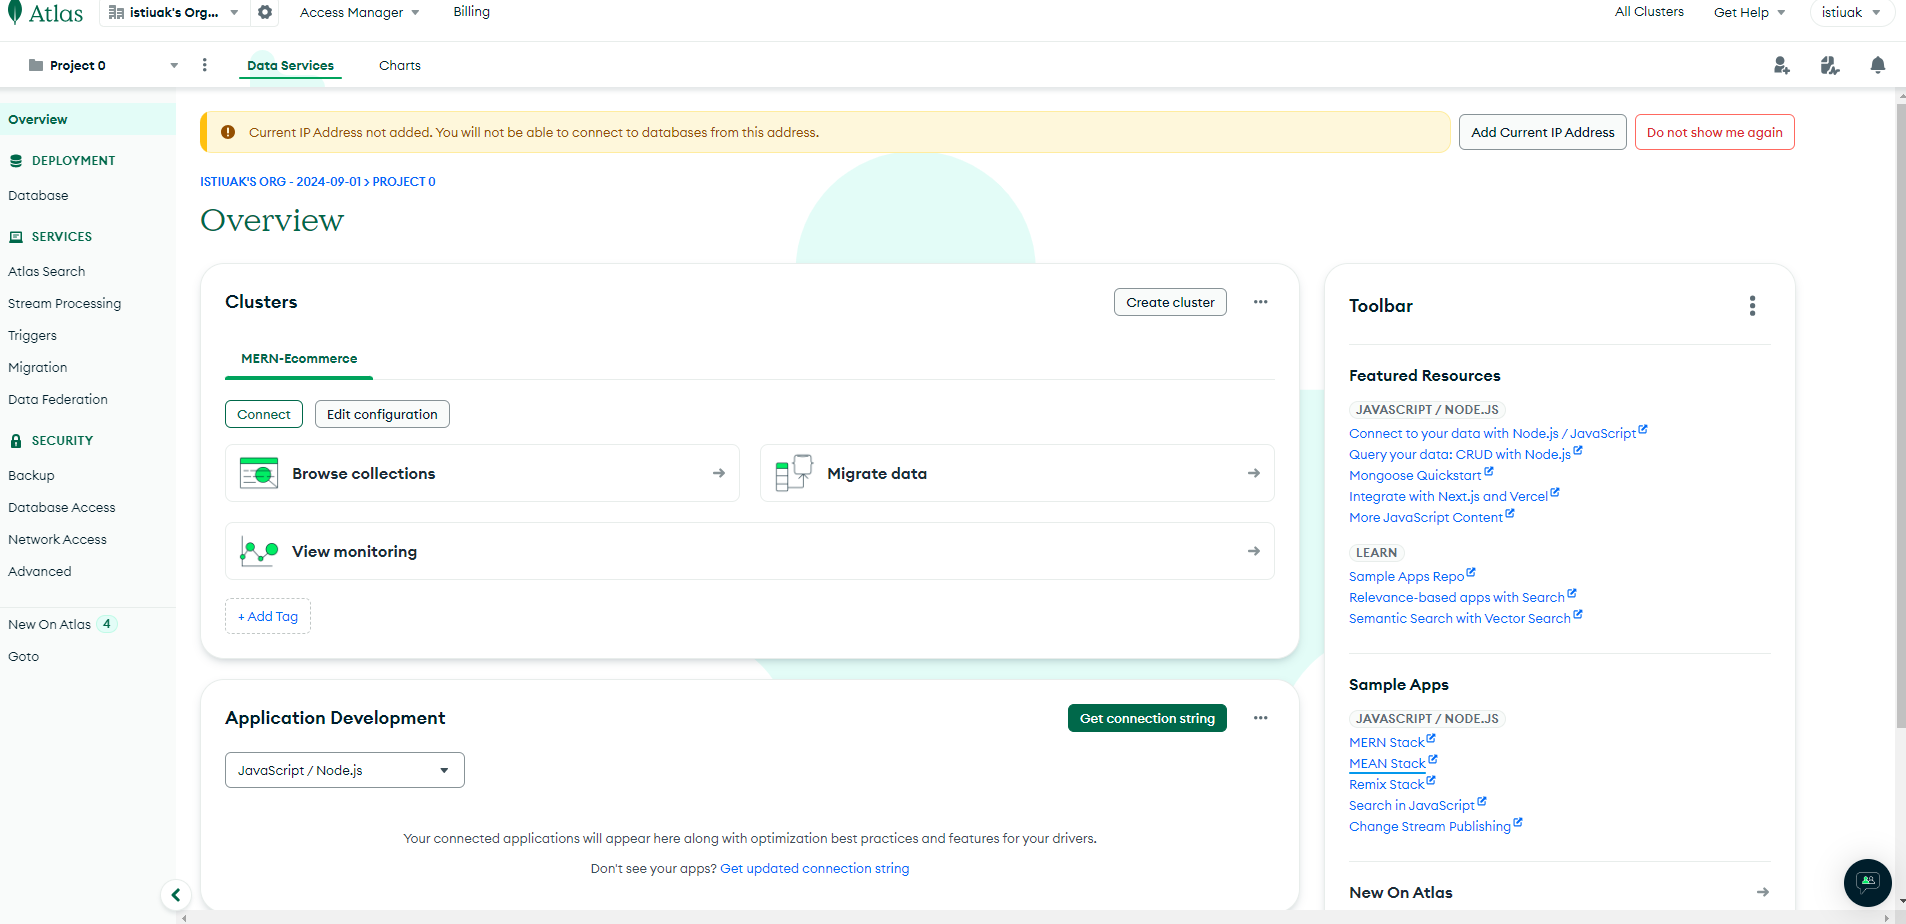 Atlas
istiuak's Org...
Access Manager
Billing
All Clusters
Get Help
istiuak
Project 0
Data Services
Charts
Overview
DEPLOYMENT
Database
SERVICES
Atlas Search
Stream Processing
Triggers
Migration
Data Federation
SECURITY
Backup
Database Access
Network Access
Advanced
New On Atlas 4
Goto
Current IP Address not added. You will not be able to connect to databases from this address.
Add Current IP Address
Do not show me again
ISTIUAK'S ORG - 2024-09-01 > PROJECT 0
Overview
Clusters
Create cluster
MERN-Ecommerce
Connect
Edit configuration
Browse collections
Migrate data
View monitoring
+ Add Tag
Application Development
Get connection string
JavaScript / Node.js
Your connected applications will appear here along with optimization best practices and features for your drivers.
Don't see your apps? Get updated connection string
Toolbar
Featured Resources
JAVASCRIPT / NODE.JS
Connect to your data with Node.js / JavaScript
Query your data: CRUD with Node.js
Mongoose Quickstart
Integrate with Next.js and Vercel
More JavaScript Content
LEARN
Sample Apps Repo
Relevance-based apps with Search
Semantic Search with Vector Search
Sample Apps
JAVASCRIPT / NODE.JS
MERN Stack
MEAN Stack
Remix Stack
Search in JavaScript
Change Stream Publishing
New On Atlas